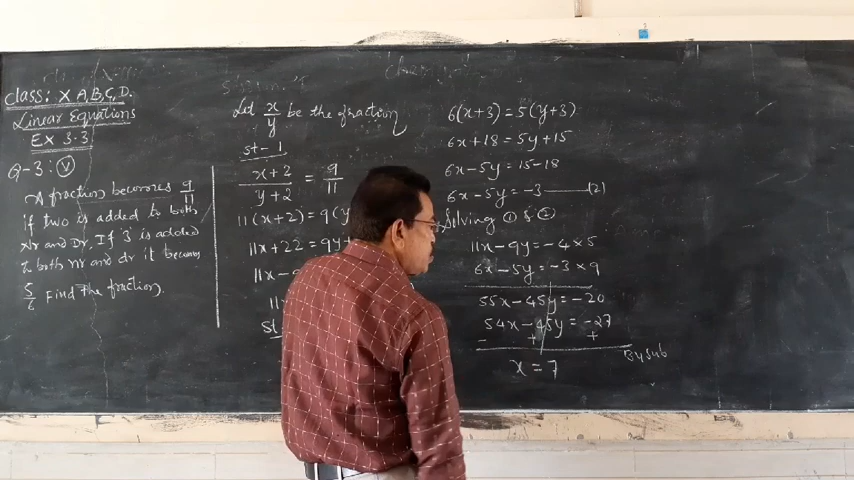 Class: X A,B,C,D.
Linear Equations
Ex 3.3
Q-3: (v)
A fraction becomes 9/11
if two is added to both
Nr and Dr, If 3 is added
to both nr and dr it becomes
5/6 Find the fraction.
Let x/y be the fraction
st-1
x+2/y+2 = 9/11
11(x+2)=9(y
11x+22=9y+
11x-9
11
st
6(x+3)=5(y+3)
6x+18=5y+15
6x-5y=15-18
6x-5y=-3 —(2)
Solving ① & ②
11x-9y=-4×5
6x-5y=-3×9
55x-45y=-20
54x-45y=-27
- + +
By sub
x=7